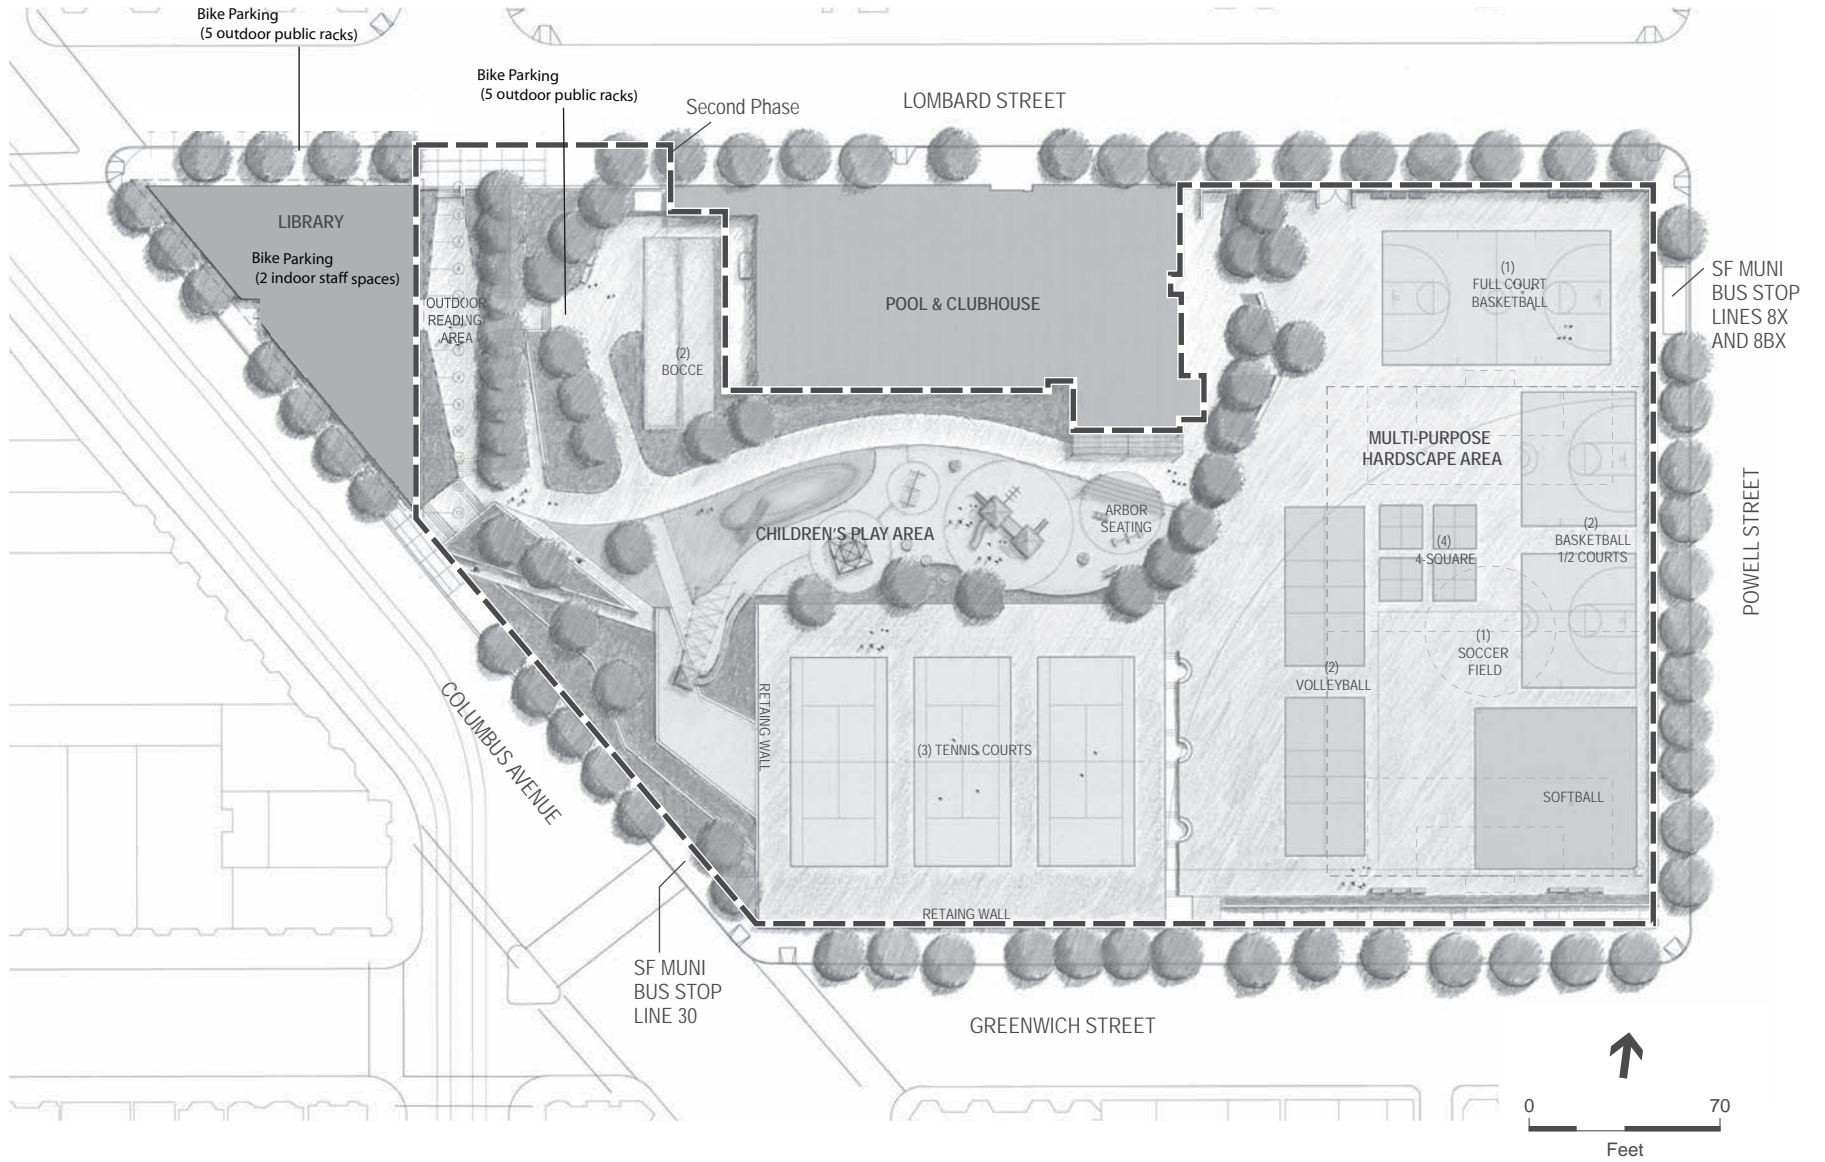 Bike Parking
(5 outdoor public racks)
Bike Parking
(5 outdoor public racks)
Second Phase
LOMBARD STREET
LIBRARY
Bike Parking
(2 indoor staff spaces)
OUTDOOR
READING
AREA
(2)
BOCCE
POOL & CLUBHOUSE
(1)
FULL COURT
BASKETBALL
SF MUNI
BUS STOP
LINES 8X
AND 8BX
MULTI-PURPOSE
HARDSCAPE AREA
CHILDREN'S PLAY AREA
ARBOR
SEATING
(4)
4-SQUARE
(2)
BASKETBALL
1/2 COURTS
POWELL STREET
(1)
SOCCER
FIELD
(2)
VOLLEYBALL
COLUMBUS AVENUE
RETAING WALL
(3) TENNIS COURTS
SOFTBALL
RETAING WALL
SF MUNI
BUS STOP
LINE 30
GREENWICH STREET
0 70
Feet